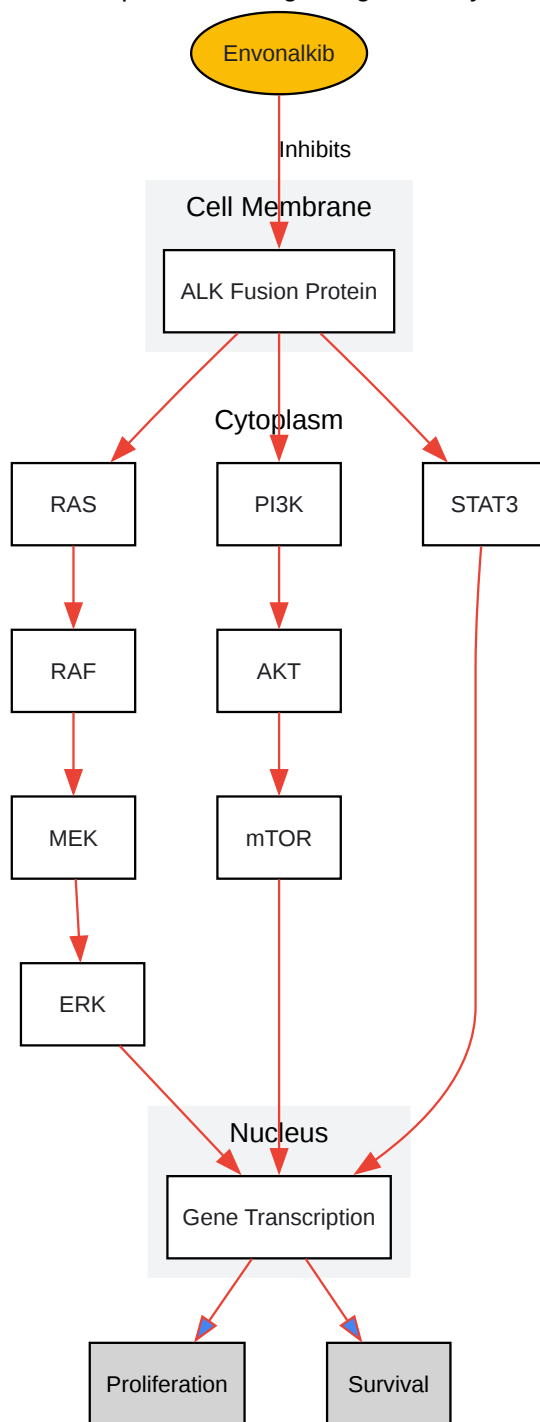 Envonalkib
Inhibits
Cell Membrane
ALK Fusion Protein
Cytoplasm
RAS
PI3K
STAT3
RAF
AKT
MEK
mTOR
ERK
Nucleus
Gene Transcription
Proliferation
Survival